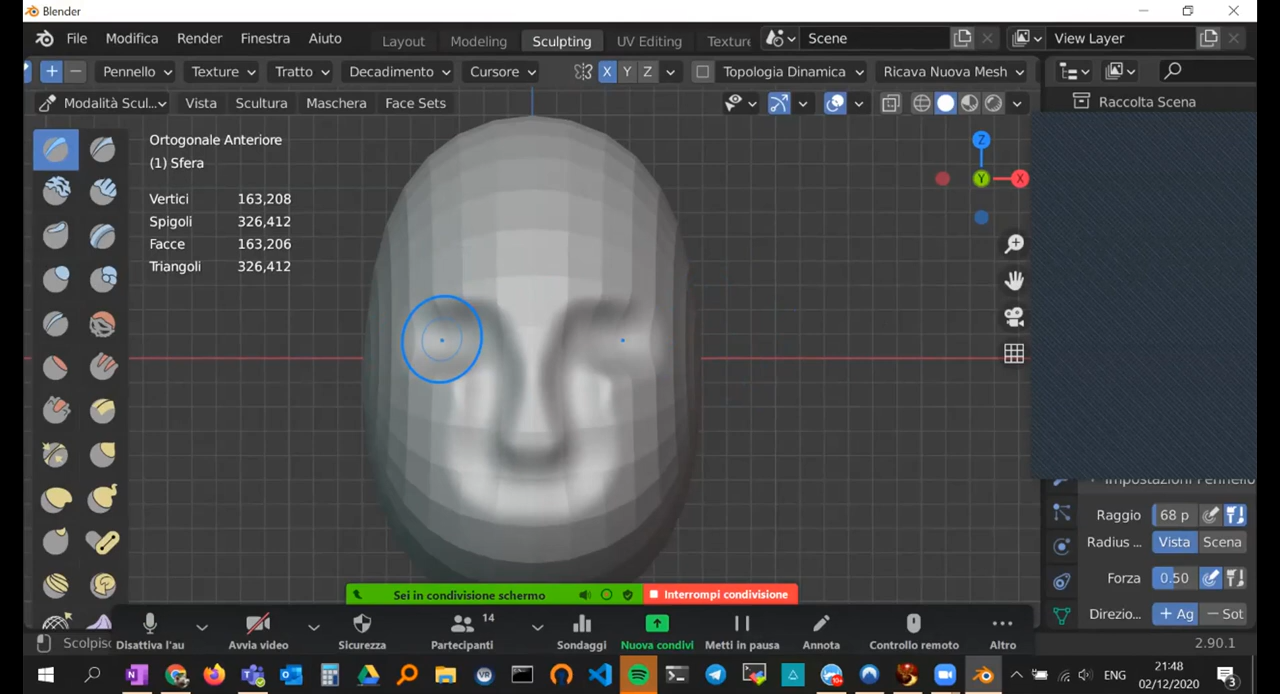 Blender
File Modifica Render Finestra Aiuto Layout Modeling Sculpting UV Editing Texture Scene View Layer
Pennello Texture Tratto Decadimento Cursore X Y Z Topologia Dinamica Ricava Nuova Mesh
Modalità Scul... Vista Scultura Maschera Face Sets Raccolta Scena
Ortogonale Anteriore
(1) Sfera
Vertici 163,208
Spigoli 326,412
Facce 163,206
Triangoli 326,412
Z
Y X
Impostazioni Pennello
Raggio 68 p
Radius ... Vista Scena
Forza 0.50
Direzio... + Ag — Sot
Sei in condivisione schermo Interrompi condivisione
14
Scolpisc Disattiva l'au Avvia video Sicurezza Partecipanti Sondaggi Nuova condivi Metti in pausa Annota Controllo remoto Altro 2.90.1
ENG 21:48
02/12/2020 3